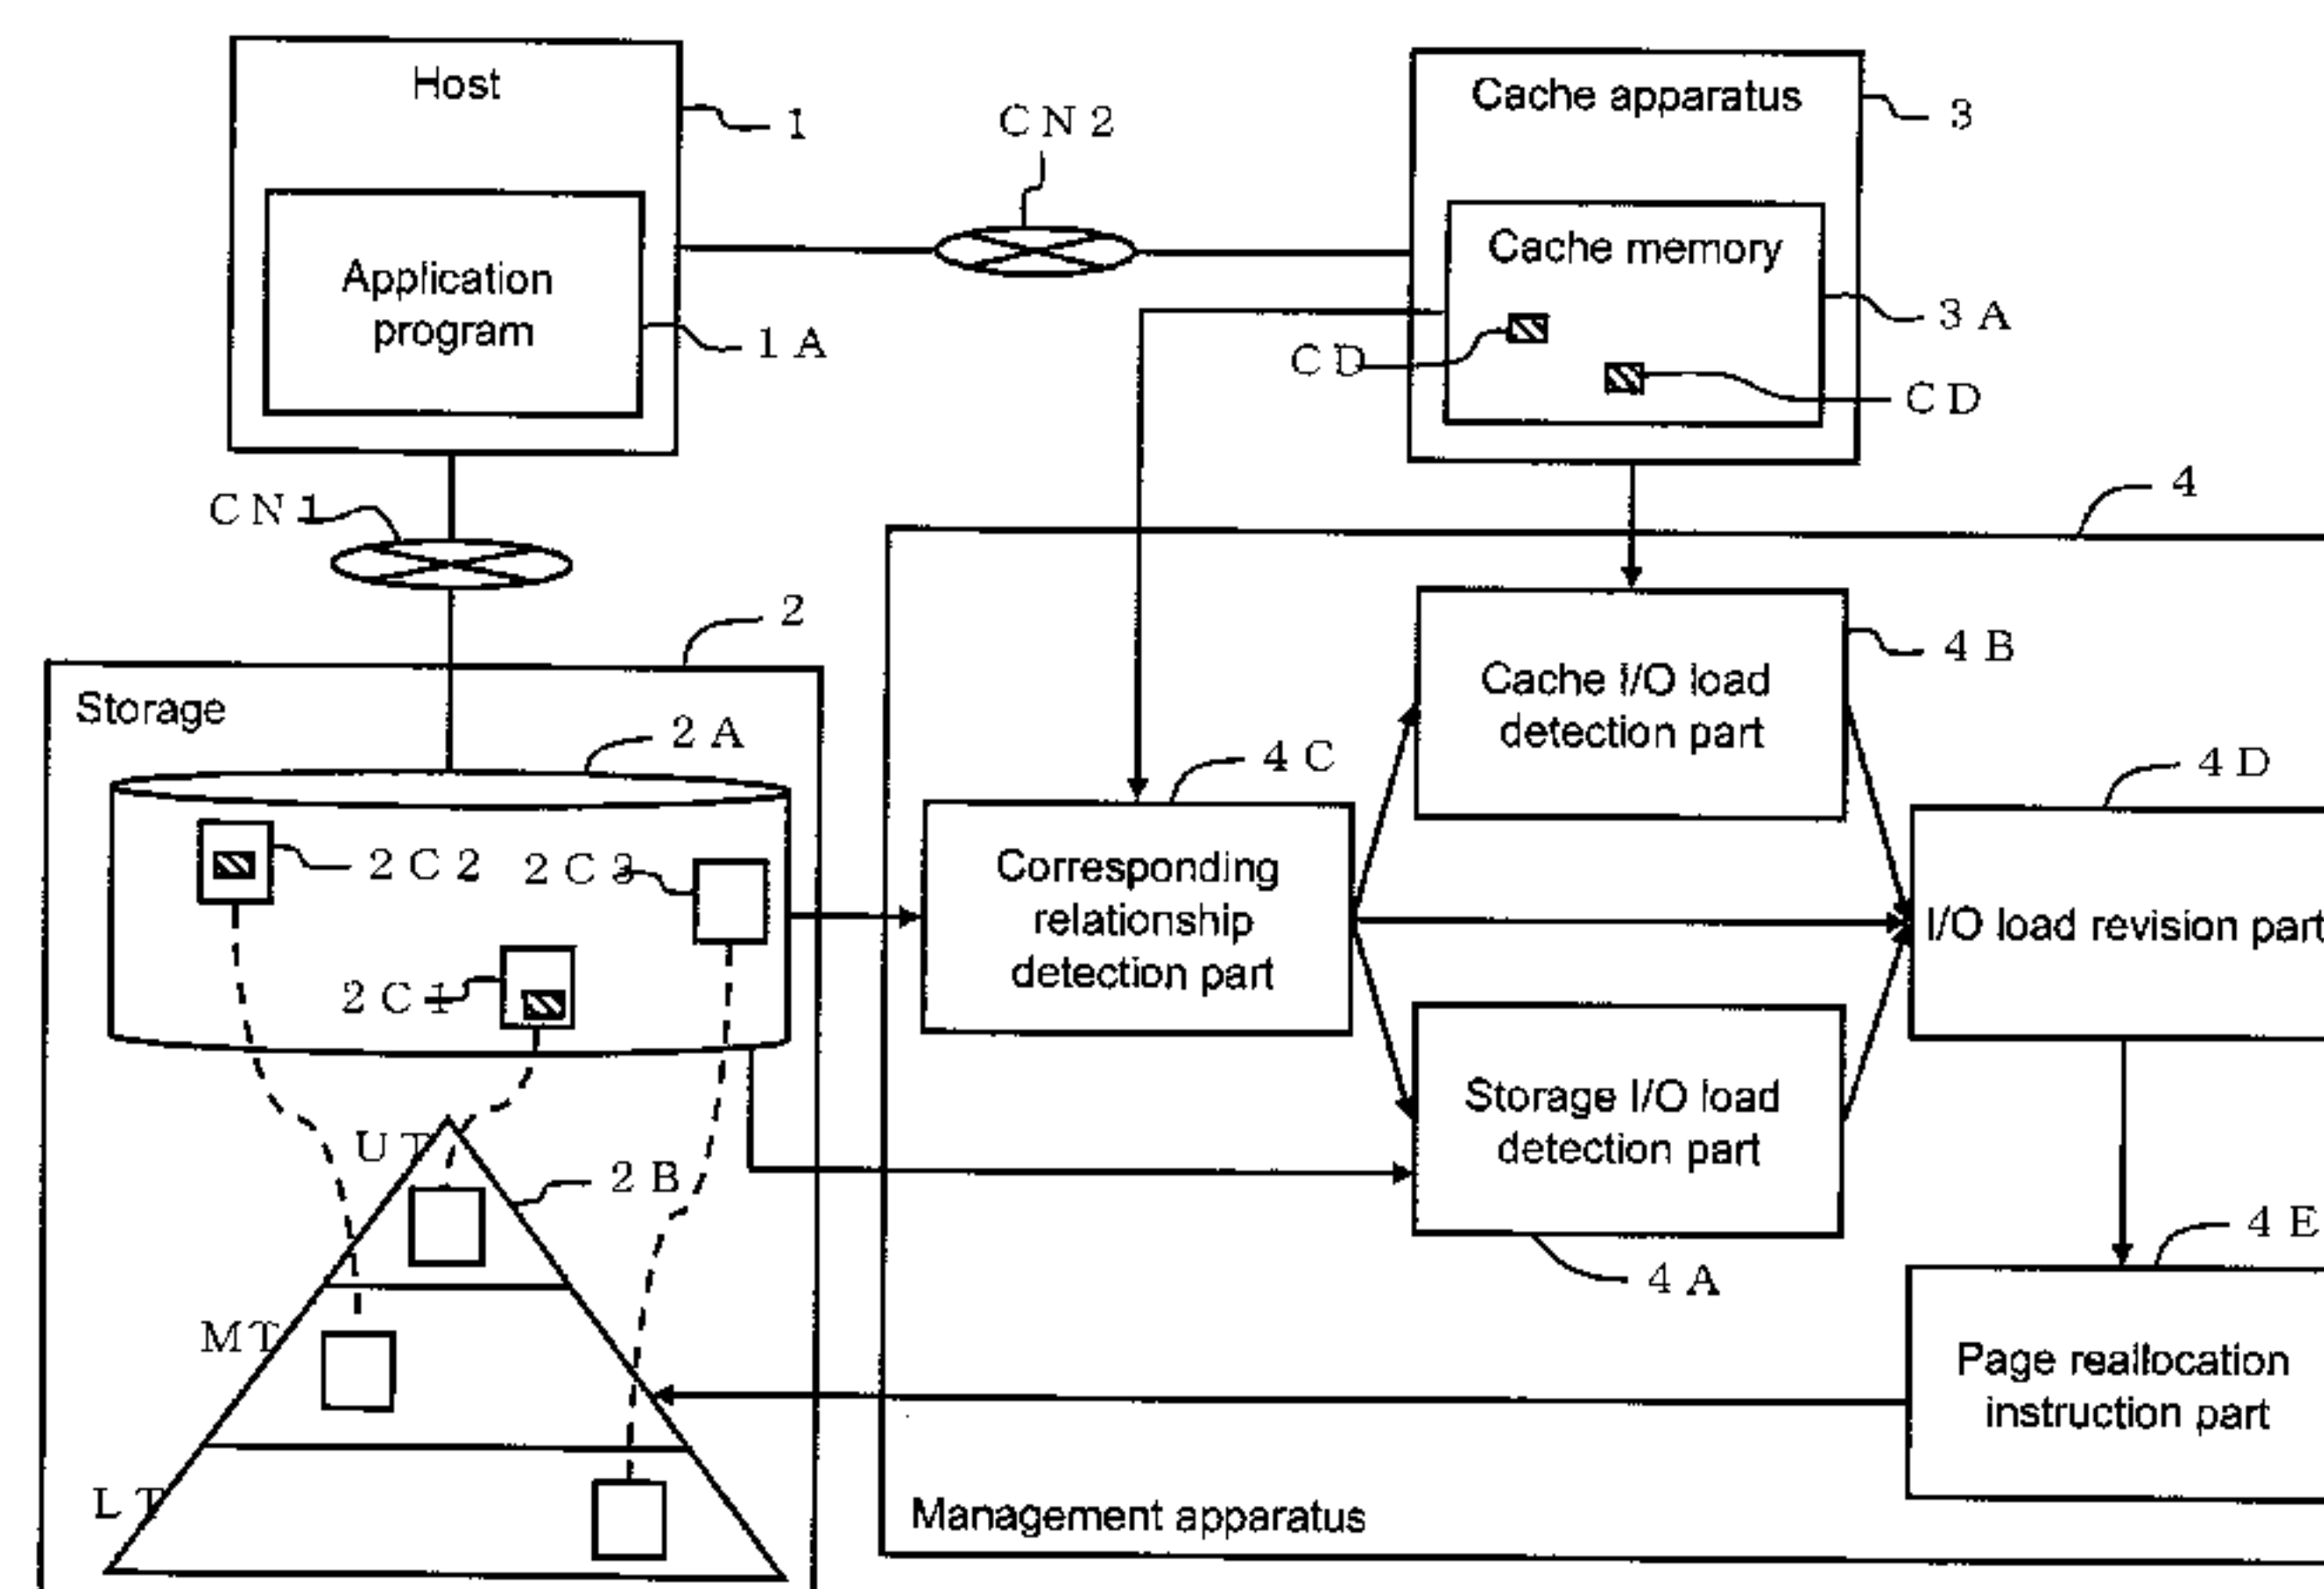 Host
1
Application
program
1A
CN2
Cache apparatus
3
Cache memory
3A
CD
CD
CN1
2
Storage
2A
2C2
2C3
2C1
UT
2B
MT
LT
4
Cache I/O load
detection part
4B
4C
Corresponding
relationship
detection part
4D
I/O load revision part
Storage I/O load
detection part
4A
4E
Page reallocation
instruction part
Management apparatus